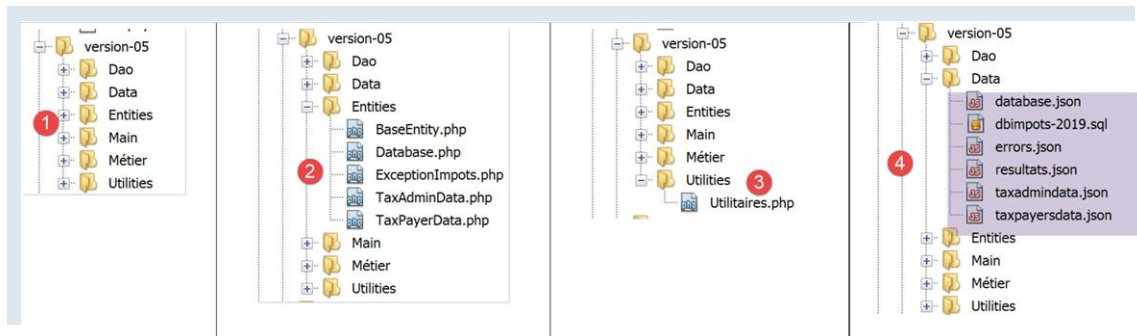 version-05
Dao
Data
Entities
Main
Métier
Utilities
1
version-05
Dao
Data
Entities
BaseEntity.php
Database.php
ExceptionImpots.php
TaxAdminData.php
TaxPayerData.php
Main
Métier
Utilities
2
version-05
Dao
Data
Entities
Main
Métier
Utilities
3
Utilitaires.php
version-05
Dao
Data
database.json
dbimpots-2019.sql
errors.json
resultats.json
taxadmindata.json
taxpayersdata.json
Entities
Main
Métier
Utilities
4